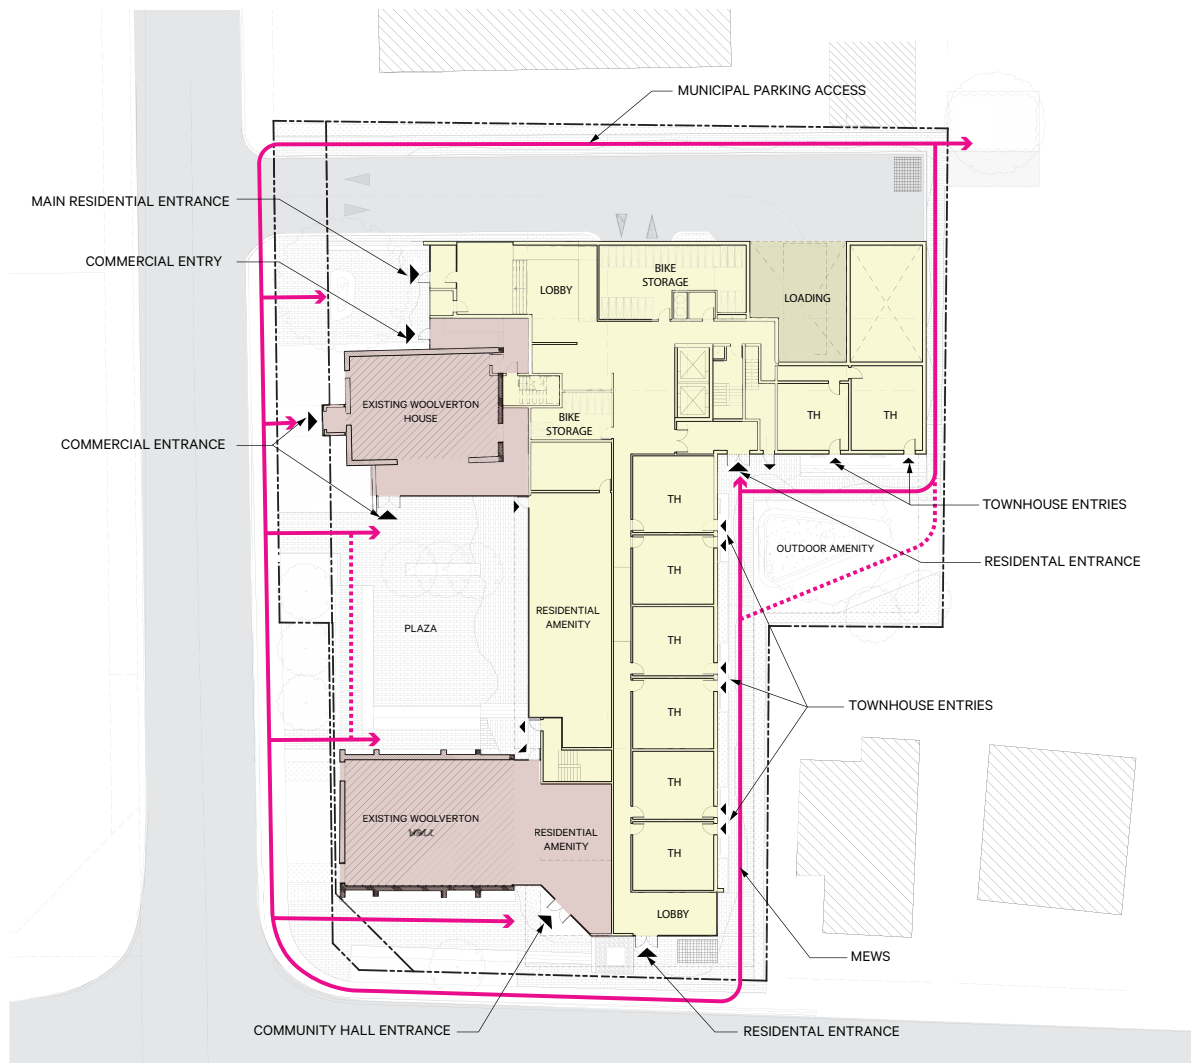 MUNICIPAL PARKING ACCESS
MAIN RESIDENTIAL ENTRANCE
COMMERCIAL ENTRY
BIKE
STORAGE
LOBBY
LOADING
EXISTING WOOLVERTON
HOUSE
BIKE
STORAGE
TH
TH
COMMERCIAL ENTRANCE
TH
TOWNHOUSE ENTRIES
OUTDOOR AMENITY
RESIDENTAL ENTRANCE
TH
RESIDENTIAL
AMENITY
PLAZA
TH
TH
TOWNHOUSE ENTRIES
TH
EXISTING WOOLVERTON
RESIDENTIAL
AMENITY
TH
LOBBY
MEWS
COMMUNITY HALL ENTRANCE
RESIDENTAL ENTRANCE